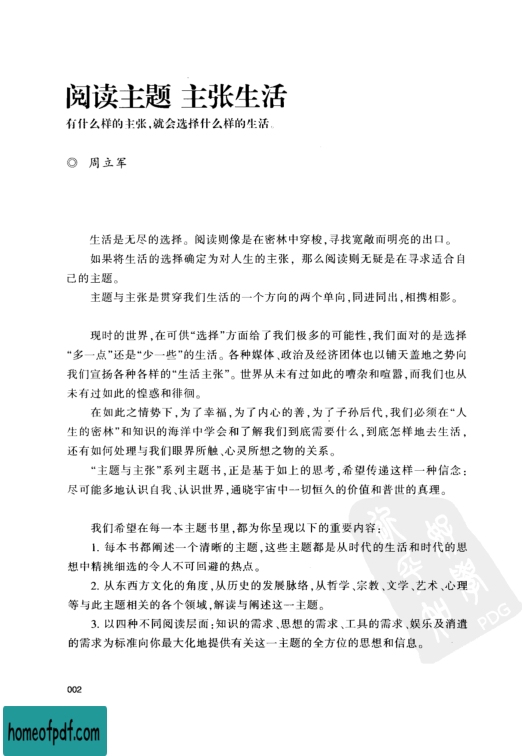 阅读主题 主张生活
有什么样的主张,就会选择什么样的生活。
◎ 周立军
生活是无尽的选择。阅读则像是在密林中穿梭,寻找宽敞而明亮的出口。
如果将生活的选择确定为对人生的主张,那么阅读则无疑是在寻求适合自
己的主题。
主题与主张是贯穿我们生活的一个方向的两个单向,同进同出,相携相影。
现时的世界,在可供“选择”方面给了我们极多的可能性,我们面对的是选择
“多一点”还是“少一些”的生活。各种媒体、政治及经济团体也以铺天盖地之势向
我们宣扬各种各样的“生活主张”。世界从未有过如此的嘈杂和喧嚣,而我们也从
未有过如此的惶惑和徘徊。
在如此之情势下,为了幸福,为了内心的善,为了子孙后代,我们必须在“人
生的密林”和知识的海洋中学会和了解我们到底需要什么,到底怎样地去生活,
还有如何处理与我们眼界所触、心灵所想之物的关系。
“主题与主张”系列主题书,正是基于如上的思考,希望传递这样一种信念:
尽可能多地认识自我、认识世界,通晓宇宙中一切恒久的价值和普世的真理。
我们希望在每一本主题书里,都为你呈现以下的重要内容:
1. 每本书都阐述一个清晰的主题,这些主题都是从时代的生活和时代的思
想中精挑细选的令人不可回避的热点。
2. 从东西方文化的角度,从历史的发展脉络,从哲学、宗教、文学、艺术、心理
等与此主题相关的各个领域,解读与阐述这一主题。
3. 以四种不同阅读层面:知识的需求、思想的需求、工具的需求、娱乐及消遣
的需求为标准向你最大化地提供有关这一主题的全方位的思想和信息。
PDG
002
homeofpdf.com